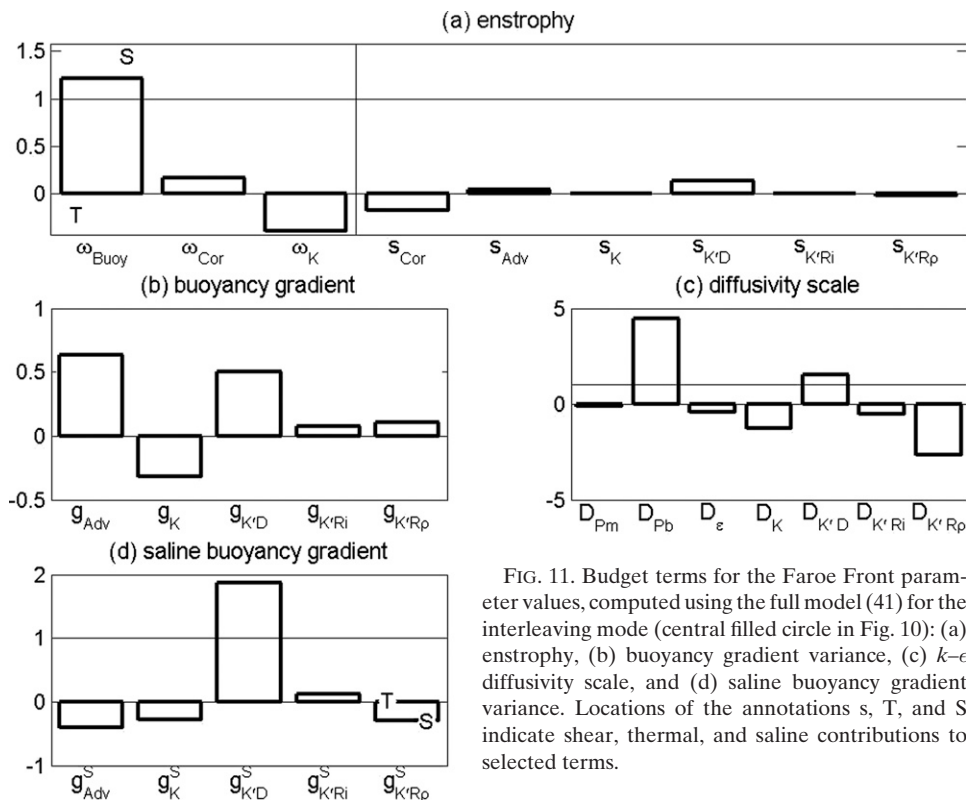 (a) enstrophy
1.5
1
0.5
0
S
T
ω_Buoy ω_Cor ω_K s_Cor s_Adv s_K s_K'D s_K'Ri s_K'Rρ
(b) buoyancy gradient
1
0.5
0
-0.5
g_Adv g_K g_K'D g_K'Ri g_K'Rρ
(c) diffusivity scale
5
0
-5
D_Pm D_Pb D_ε D_K D_K' D D_K' Ri D_K' Rρ
(d) saline buoyancy gradient
2
1
0
-1
T
S
g^S_Adv g^S_K g^S_K'D g^S_K'Ri g^S_K'Rρ
FIG. 11. Budget terms for the Faroe Front param-
eter values, computed using the full model (41) for the
interleaving mode (central filled circle in Fig. 10): (a)
enstrophy, (b) buoyancy gradient variance, (c) k–ϵ
diffusivity scale, and (d) saline buoyancy gradient
variance. Locations of the annotations s, T, and S
indicate shear, thermal, and saline contributions to
selected terms.